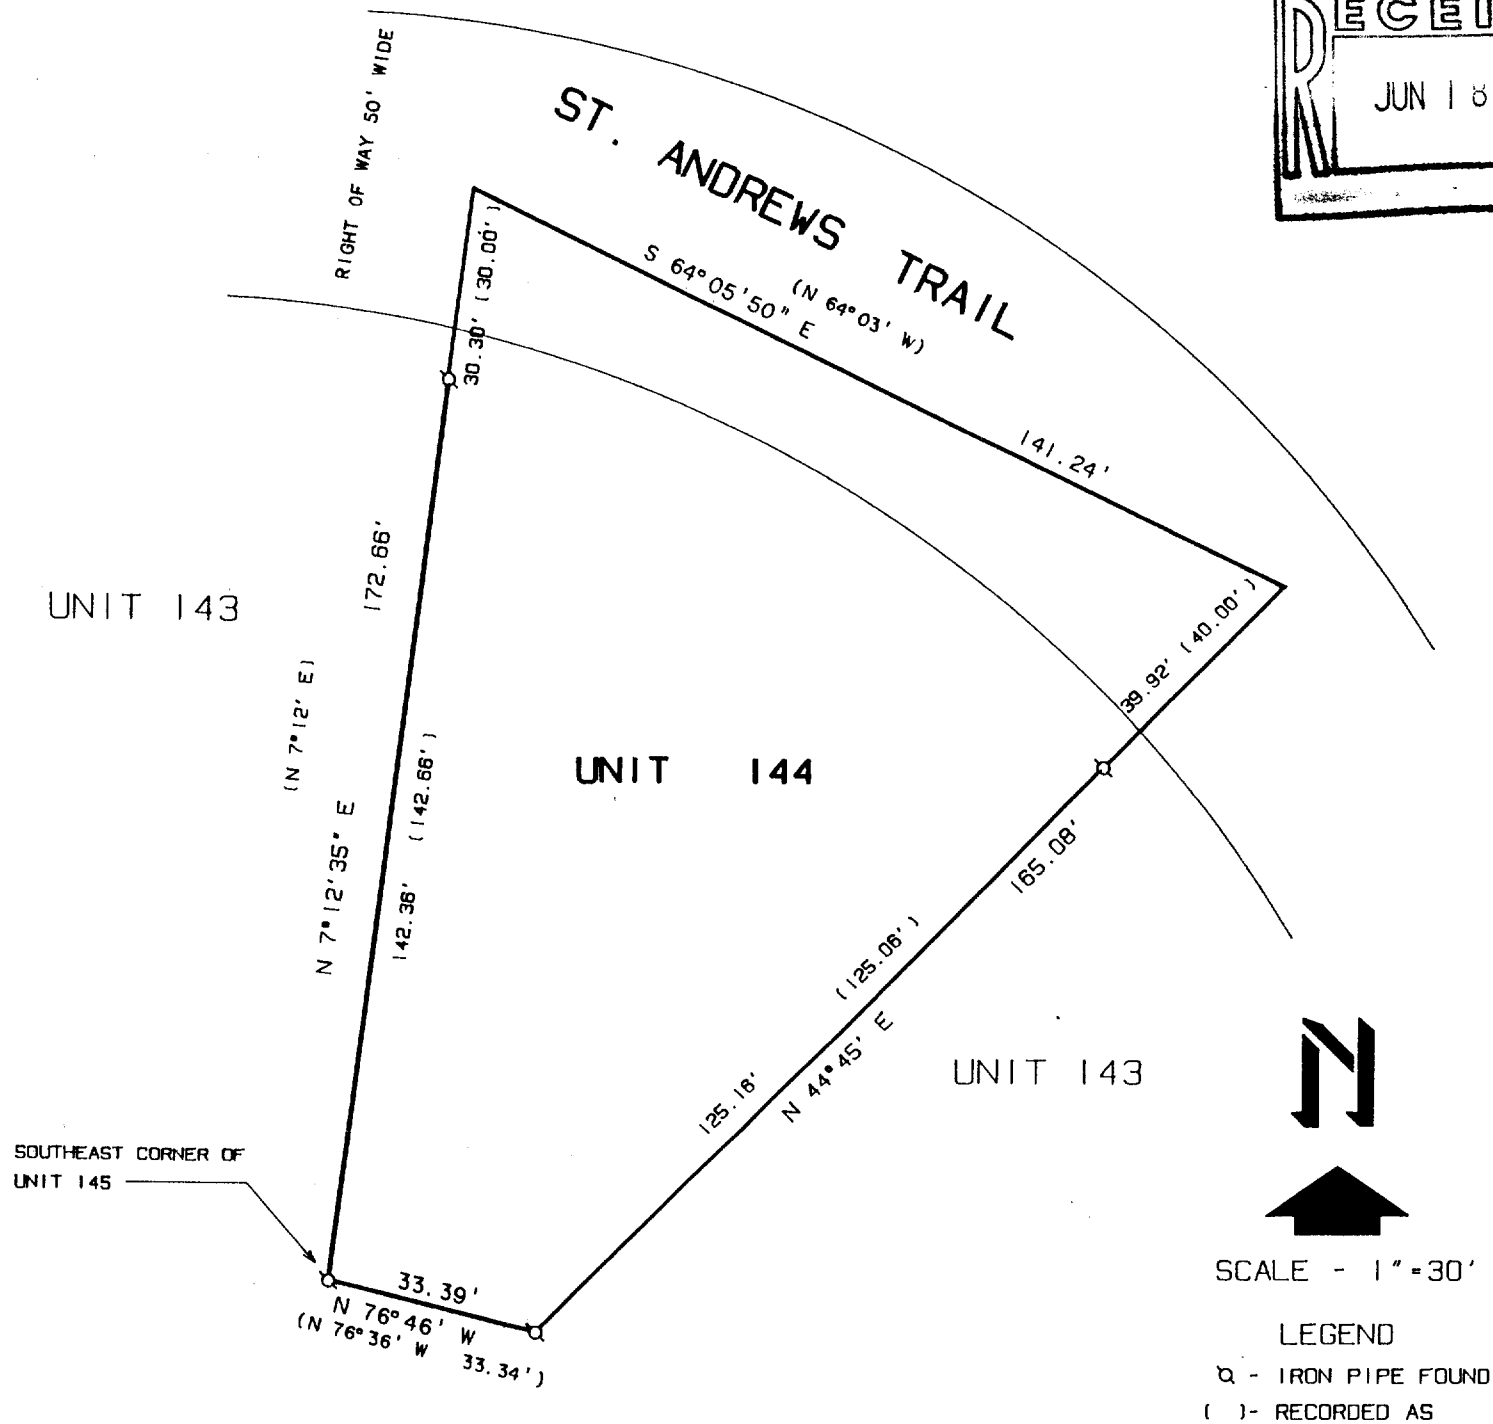 RECEI
JUN 18
RIGHT OF WAY 50' WIDE
ST. ANDREWS TRAIL
S 64°05'50" E
(N 64°03' W)
141.24'
30.30' (30.00')
172.66'
UNIT 143
(N 7°12' E)
N 7°12'35" E
142.36' (142.66')
UNIT 144
39.92' (40.00')
165.08'
(125.06')
125.16'
N 44°45' E
UNIT 143
SOUTHEAST CORNER OF
UNIT 145
33.39'
N 76°46' W
(N 76°36' W 33.34')
N
SCALE - 1"=30'
LEGEND
- IRON PIPE FOUND
( )- RECORDED AS